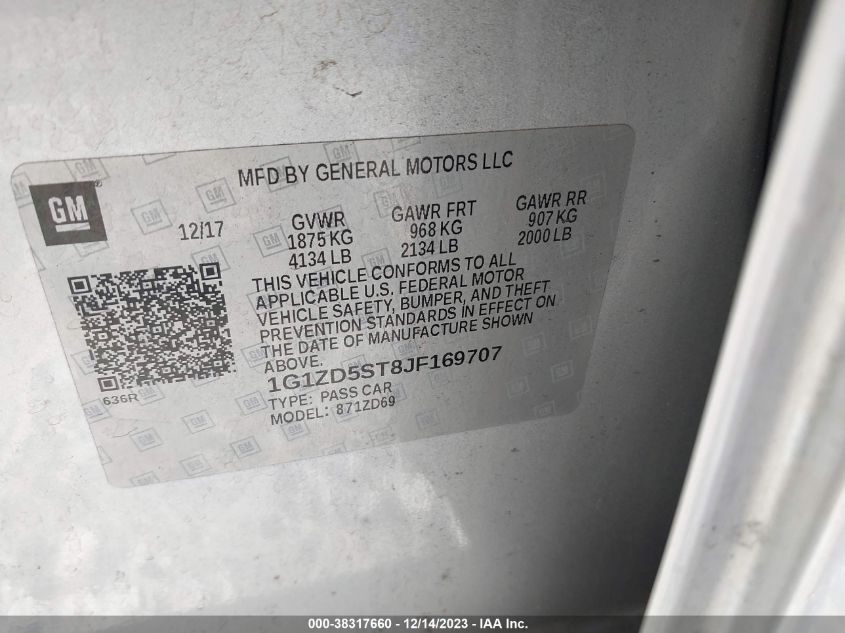 MFD BY GENERAL MOTORS LLC
GM®
12/17
GVWR
1875 KG
4134 LB
GAWR FRT
968 KG
2134 LB
GAWR RR
907 KG
2000 LB
THIS VEHICLE CONFORMS TO ALL
APPLICABLE U.S. FEDERAL MOTOR
VEHICLE SAFETY, BUMPER, AND THEFT
PREVENTION STANDARDS IN EFFECT ON
THE DATE OF MANUFACTURE SHOWN
ABOVE.
1G1ZD5ST8JF169707
TYPE: PASS CAR
MODEL: 871ZD69
636R
000-38317660 - 12/14/2023 - IAA Inc.